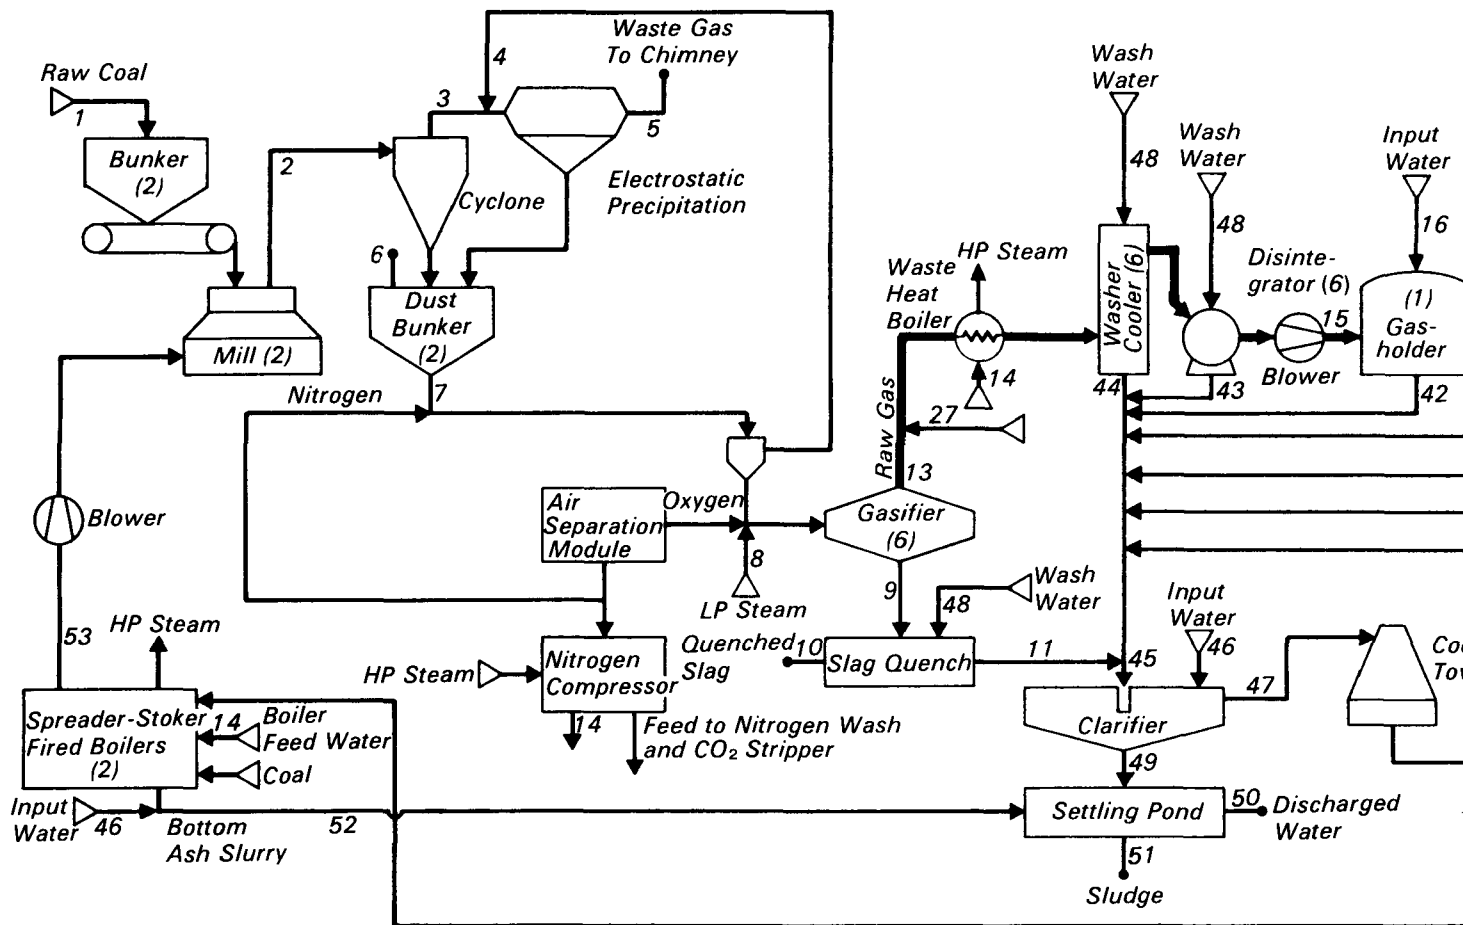 Waste Gas
To Chimney
4
Raw Coal
1
Bunker
(2)
3
5
2
Cyclone
Electrostatic
Precipitation
6
Dust
Bunker
(2)
Mill (2)
Nitrogen
7
Wash
Water
48
Wash
Water
48
Input
Water
16
HP Steam
Waste
Heat
Boiler
14
Washer
Cooler (6)
Disinte-
grator (6)
15
Blower
(1)
Gas-
holder
44
43
42
27
Raw Gas
13
Blower
Air
Separation
Module
Oxygen
8
LP Steam
Gasifier
(6)
9
48
Wash
Water
Quenched
Slag
10
Slag Quench
11
45
Input
Water
46
47
Coo
Tow
Clarifier
49
53
HP Steam
HP Steam
Nitrogen
Compressor
14
Feed to Nitrogen Wash
and CO₂ Stripper
Spreader-Stoker
Fired Boilers
(2)
14
Boiler
Feed Water
Coal
Input
Water
46
Bottom
Ash Slurry
52
Settling Pond
50
Discharged
Water
51
Sludge